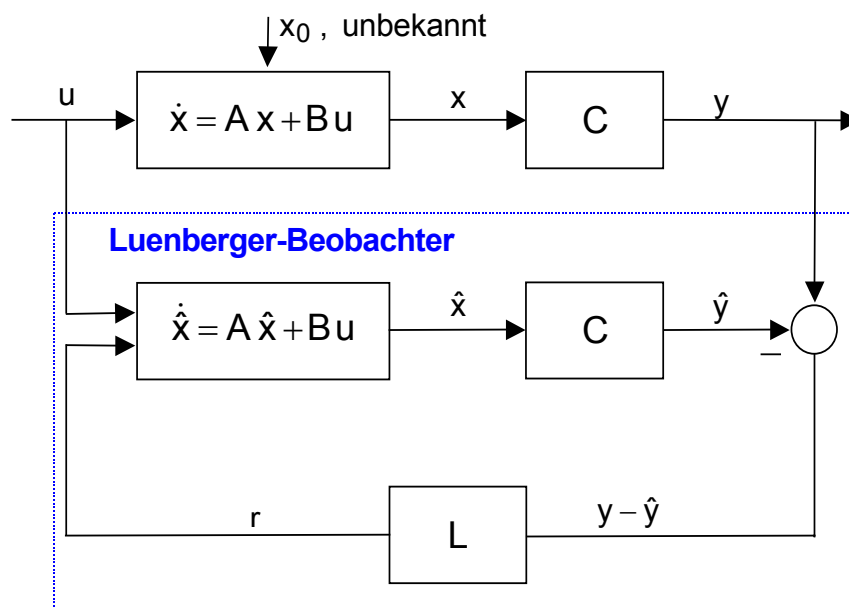 x₀ , unbekannt
u
ẋ = A x + B u
x
C
y
Luenberger-Beobachter
x̂̇ = A x̂ + B u
x̂
C
ŷ
–
r
L
y – ŷ